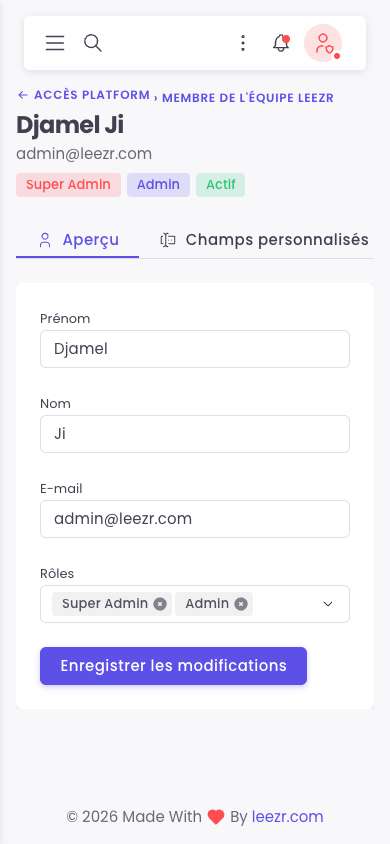 ← ACCÈS PLATFORM › MEMBRE DE L'ÉQUIPE LEEZR
Djamel Ji
admin@leezr.com
Super Admin Admin Actif
Aperçu Champs personnalisés
Prénom
Djamel
Nom
Ji
E-mail
admin@leezr.com
Rôles
Super Admin Admin
Enregistrer les modifications
© 2026 Made With ❤ By leezr.com